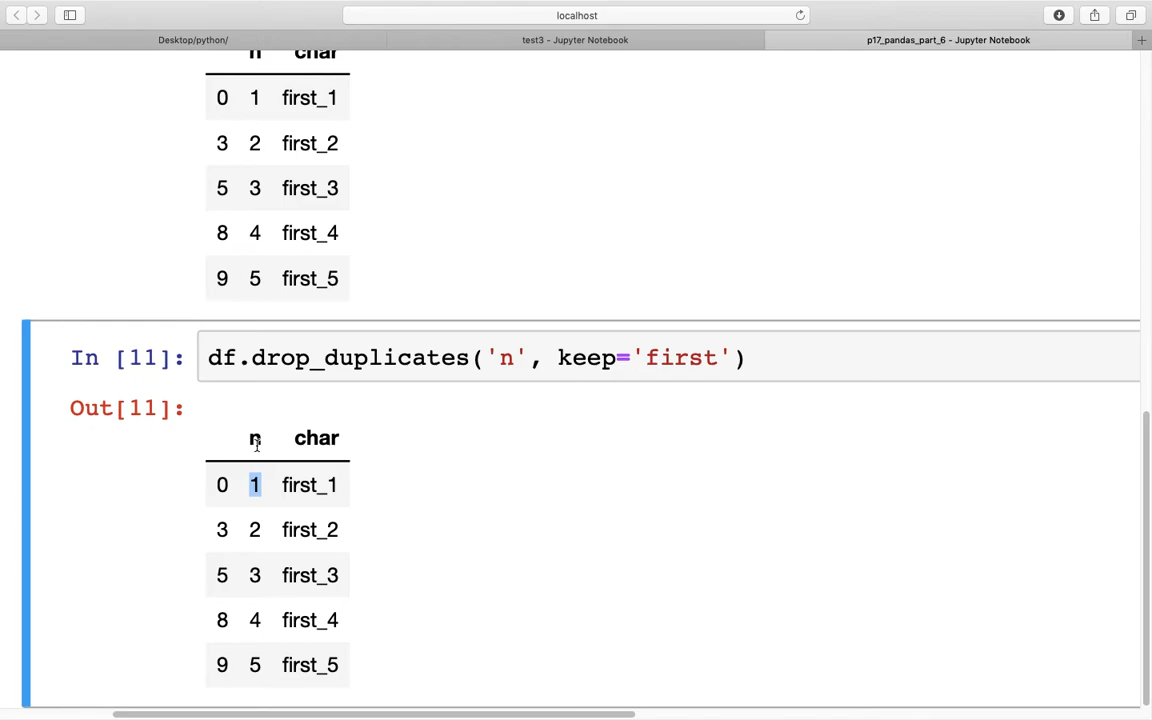 localhost
Desktop/python/ test3 - Jupyter Notebook p17_pandas_part_6 - Jupyter Notebook
n char
0 1 first_1
3 2 first_2
5 3 first_3
8 4 first_4
9 5 first_5
In [11]: df.drop_duplicates('n', keep='first')
Out[11]:
n char
0 1 first_1
3 2 first_2
5 3 first_3
8 4 first_4
9 5 first_5